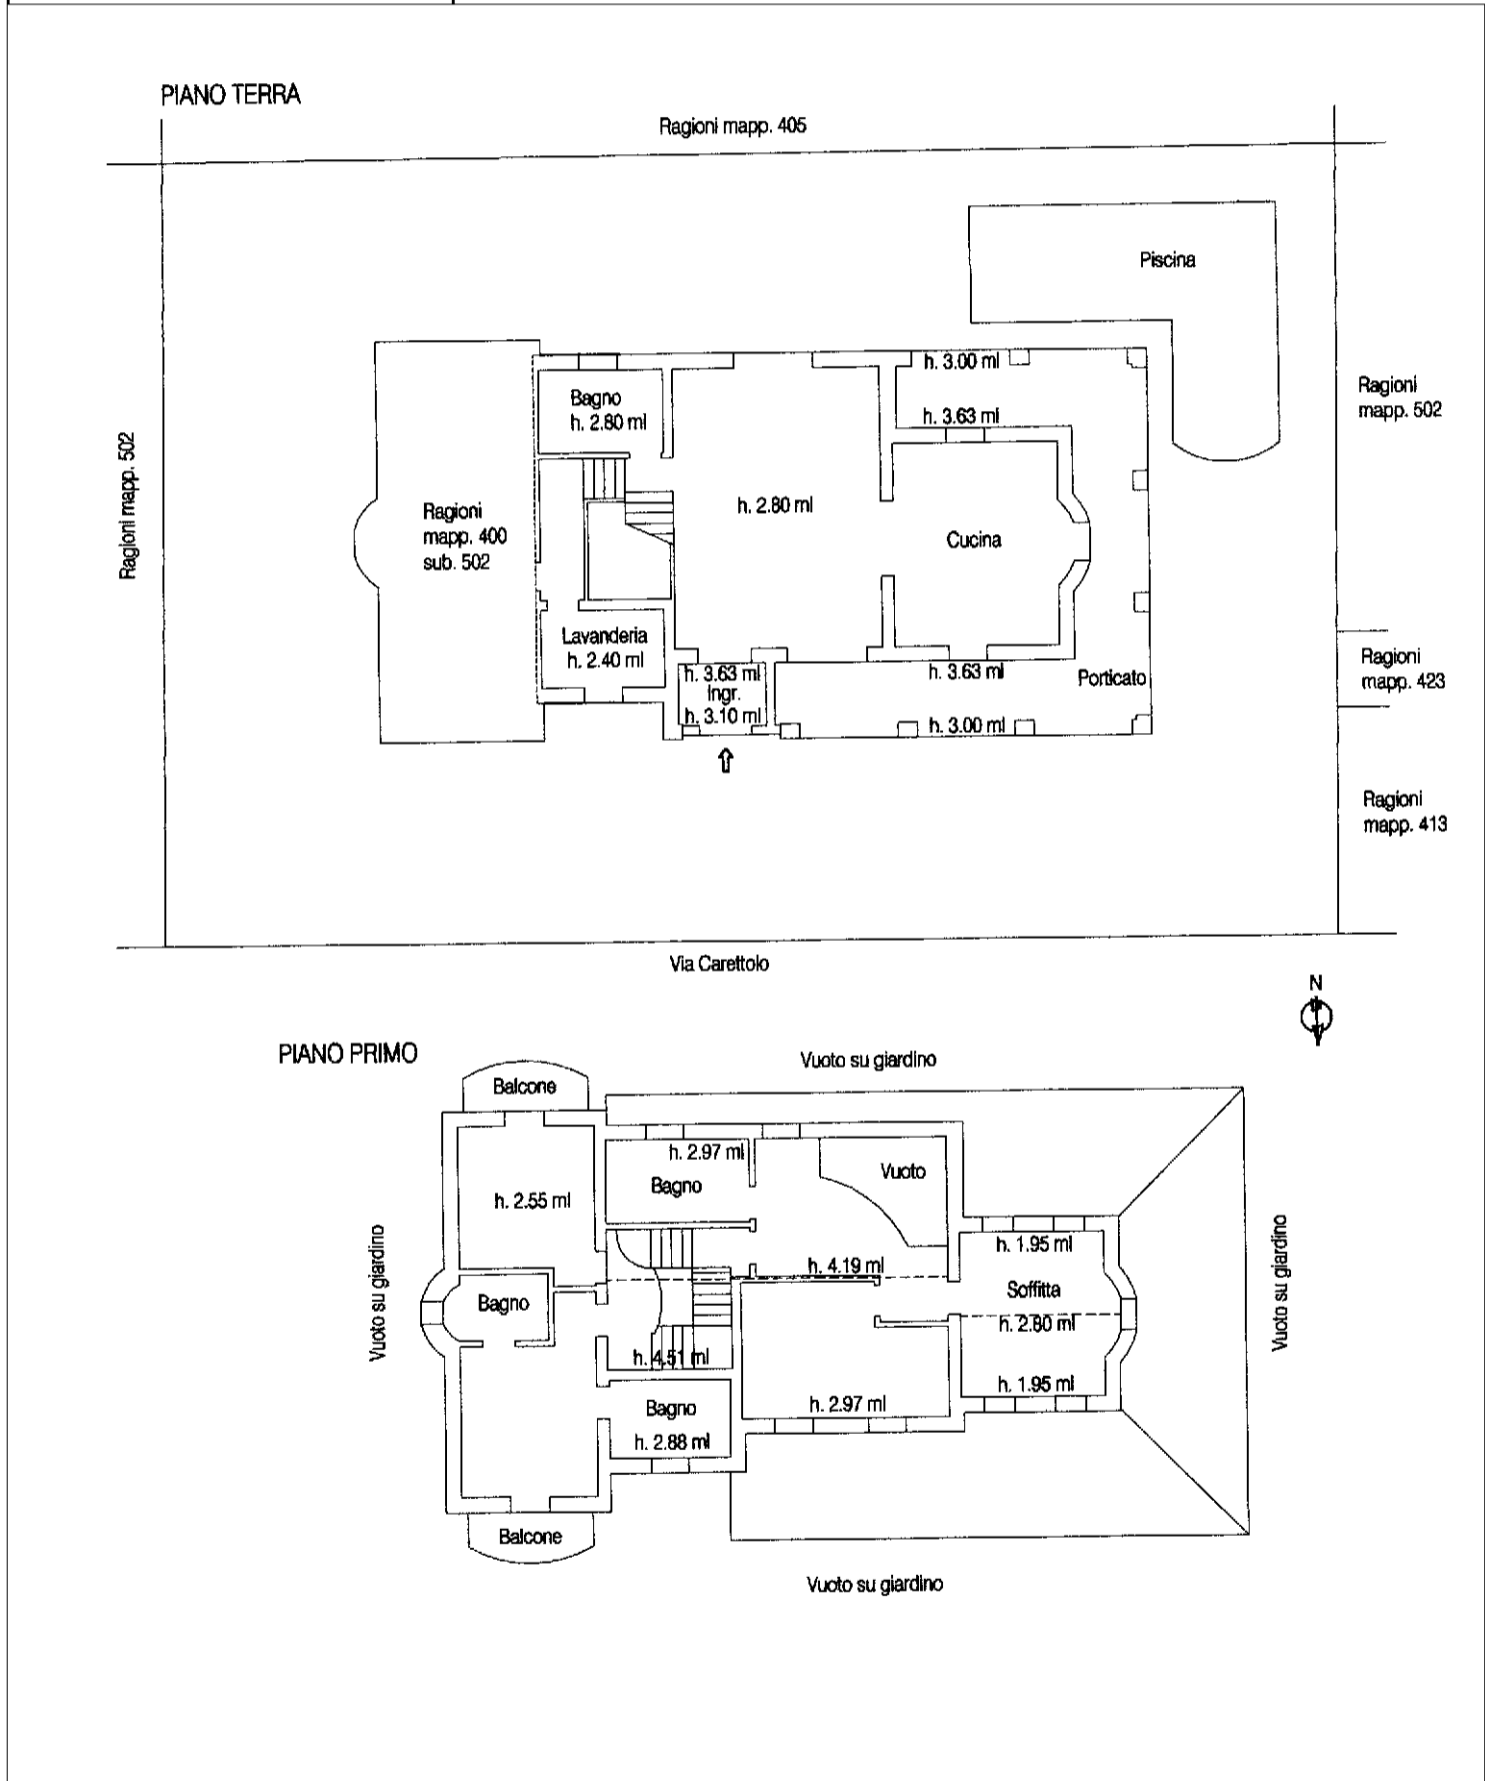 PIANO TERRA
Ragioni mapp. 405
Piscina
Ragioni mapp. 502
Ragioni
mapp. 502
h. 3.00 ml
Bagno
h. 2.80 ml
h. 3.63 ml
h. 2.80 ml
Ragioni
mapp. 400
sub. 502
Cucina
Lavanderia
h. 2.40 ml
h. 3.63 ml
Ingr.
h. 3.10 ml
h. 3.63 ml
Porticato
h. 3.00 ml
Ragioni
mapp. 423
Ragioni
mapp. 413
Via Carettolo
N
PIANO PRIMO
Vuoto su giardino
Balcone
h. 2.97 ml
Bagno
Vuoto
h. 2.55 ml
Vuoto su giardino
h. 4.19 ml
h. 1.95 ml
Soffitta
h. 2.80 ml
Vuoto su giardino
Bagno
h. 4.51 ml
h. 1.95 ml
h. 2.97 ml
Bagno
h. 2.88 ml
Balcone
Vuoto su giardino